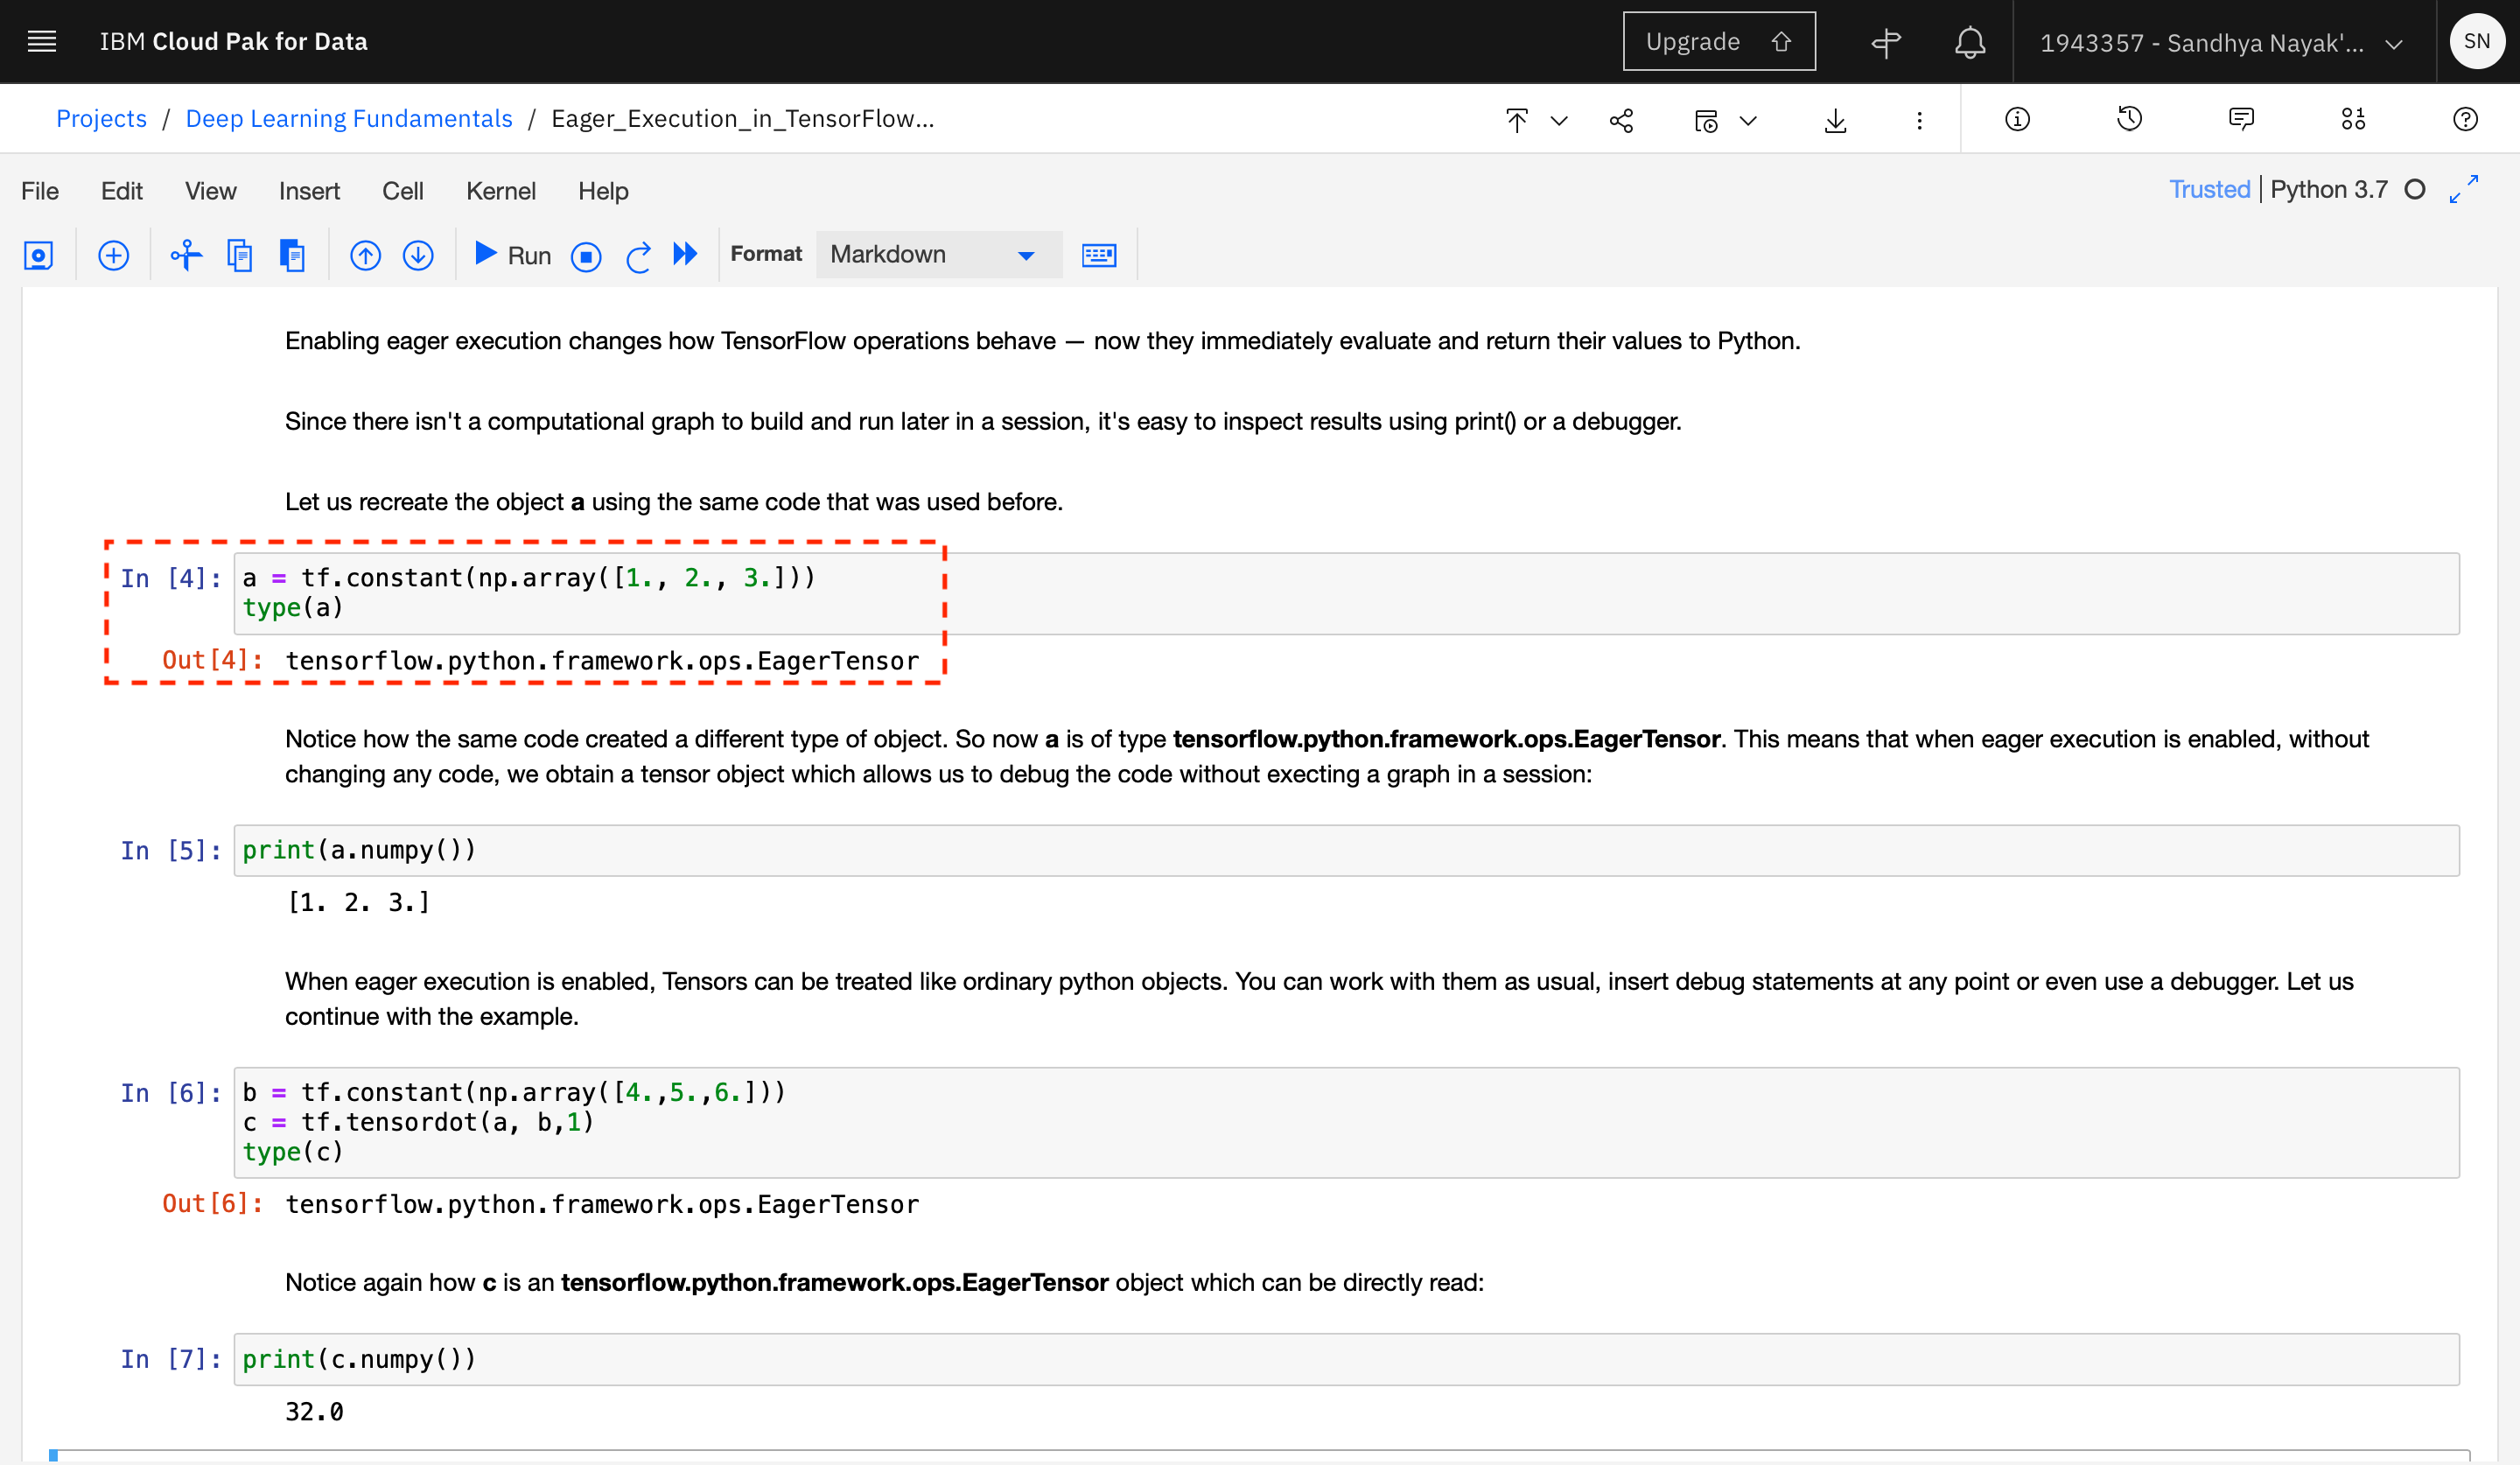 IBM Cloud Pak for Data
Upgrade
1943357 - Sandhya Nayak'...
SN
Projects / Deep Learning Fundamentals / Eager_Execution_in_TensorFlow...
File Edit View Insert Cell Kernel Help
Trusted | Python 3.7
Run
Format
Markdown
Enabling eager execution changes how TensorFlow operations behave — now they immediately evaluate and return their values to Python.
Since there isn't a computational graph to build and run later in a session, it's easy to inspect results using print() or a debugger.
Let us recreate the object a using the same code that was used before.
In [4]: a = tf.constant(np.array([1., 2., 3.]))
type(a)
Out[4]: tensorflow.python.framework.ops.EagerTensor
Notice how the same code created a different type of object. So now a is of type tensorflow.python.framework.ops.EagerTensor. This means that when eager execution is enabled, without
changing any code, we obtain a tensor object which allows us to debug the code without execting a graph in a session:
In [5]: print(a.numpy())
[1. 2. 3.]
When eager execution is enabled, Tensors can be treated like ordinary python objects. You can work with them as usual, insert debug statements at any point or even use a debugger. Let us
continue with the example.
In [6]: b = tf.constant(np.array([4.,5.,6.]))
c = tf.tensordot(a, b,1)
type(c)
Out[6]: tensorflow.python.framework.ops.EagerTensor
Notice again how c is an tensorflow.python.framework.ops.EagerTensor object which can be directly read:
In [7]: print(c.numpy())
32.0